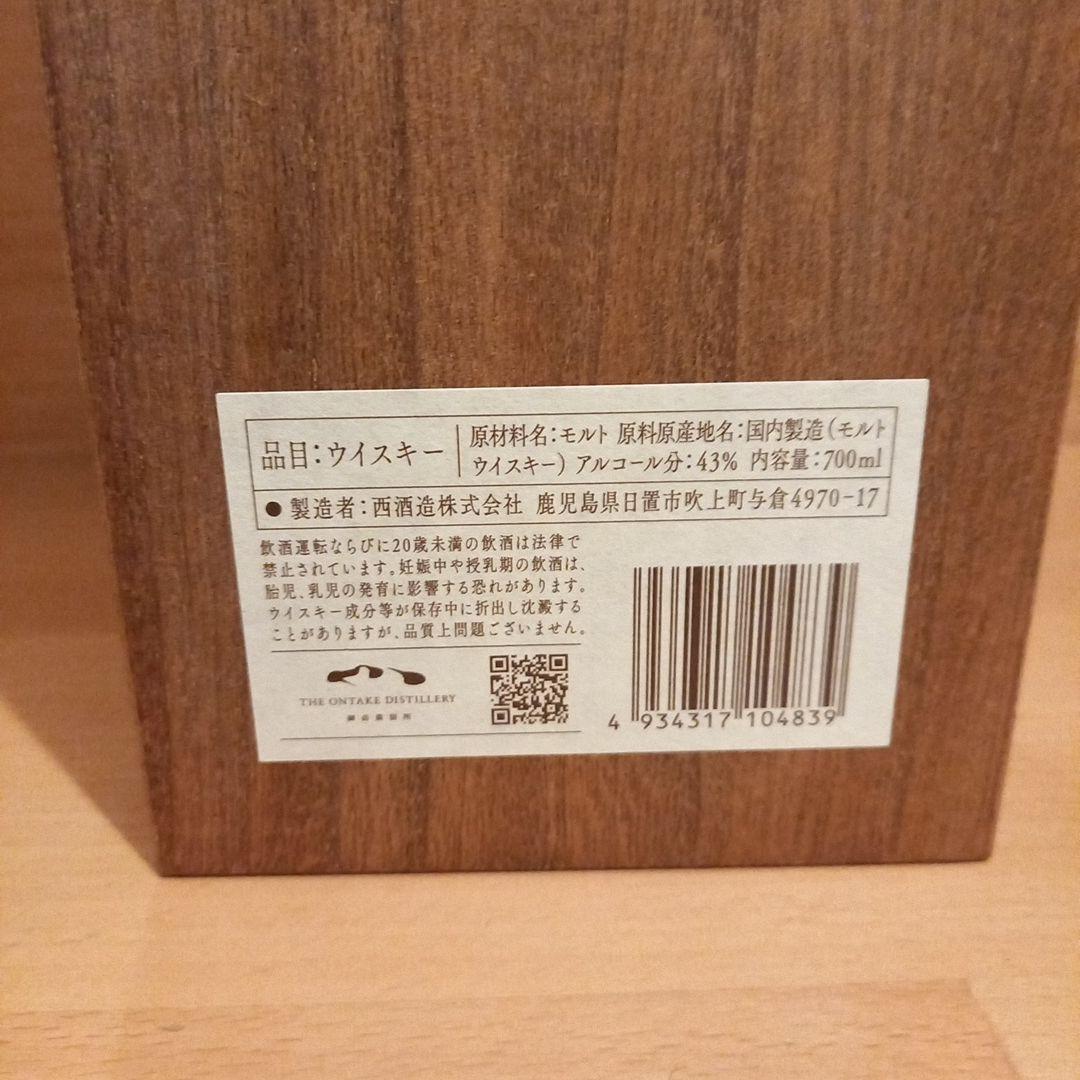 品目：ウイスキー
原材料名：モルト 原料原産地名：国内製造（モルト
ウイスキー） アルコール分：43% 内容量：700ml
● 製造者：西酒造株式会社 鹿児島県日置市吹上町与倉4970-17
飲酒運転ならびに20歳未満の飲酒は法律で
禁止されています。妊娠中や授乳期の飲酒は、
胎児、乳児の発育に影響する恐れがあります。
ウイスキー成分等が保存中に折出し沈澱する
ことがありますが、品質上問題ございません。
THE ONTAKE DISTILLERY
御岳蒸留所
4 934317 104839